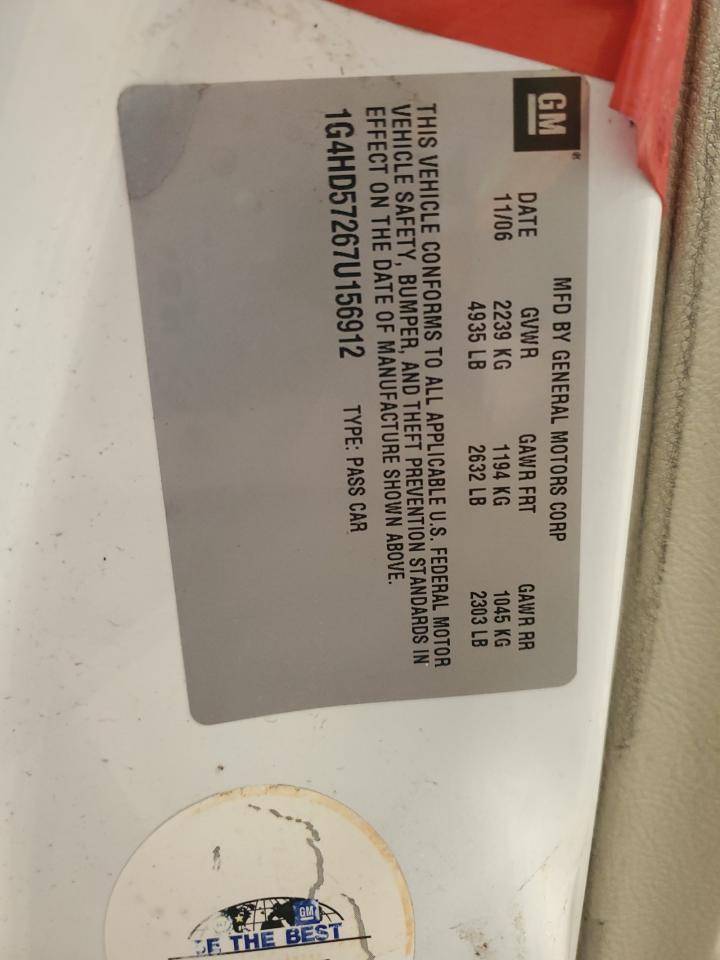 GM
MFD BY GENERAL MOTORS CORP
DATE GVWR GAWR FRT GAWR RR
11/06 2239 KG 1194 KG 1045 KG
4935 LB 2632 LB 2303 LB
THIS VEHICLE CONFORMS TO ALL APPLICABLE U.S. FEDERAL MOTOR
VEHICLE SAFETY, BUMPER, AND THEFT PREVENTION STANDARDS IN
EFFECT ON THE DATE OF MANUFACTURE SHOWN ABOVE.
1G4HD57267U156912 TYPE: PASS CAR
GM
THE BEST